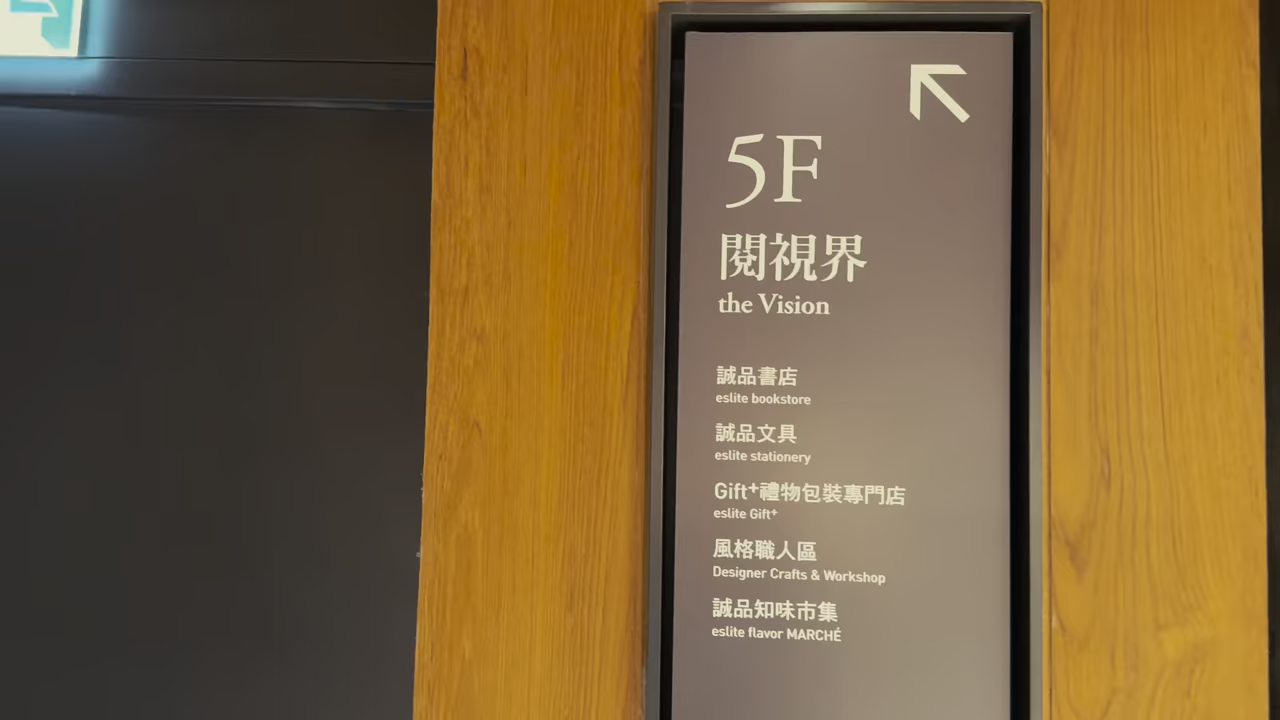 5F
閱視界
the Vision
誠品書店
eslite bookstore
誠品文具
eslite stationery
Gift⁺禮物包裝專門店
eslite Gift⁺
風格職人區
Designer Crafts & Workshop
誠品知味市集
eslite flavor MARCHÉ